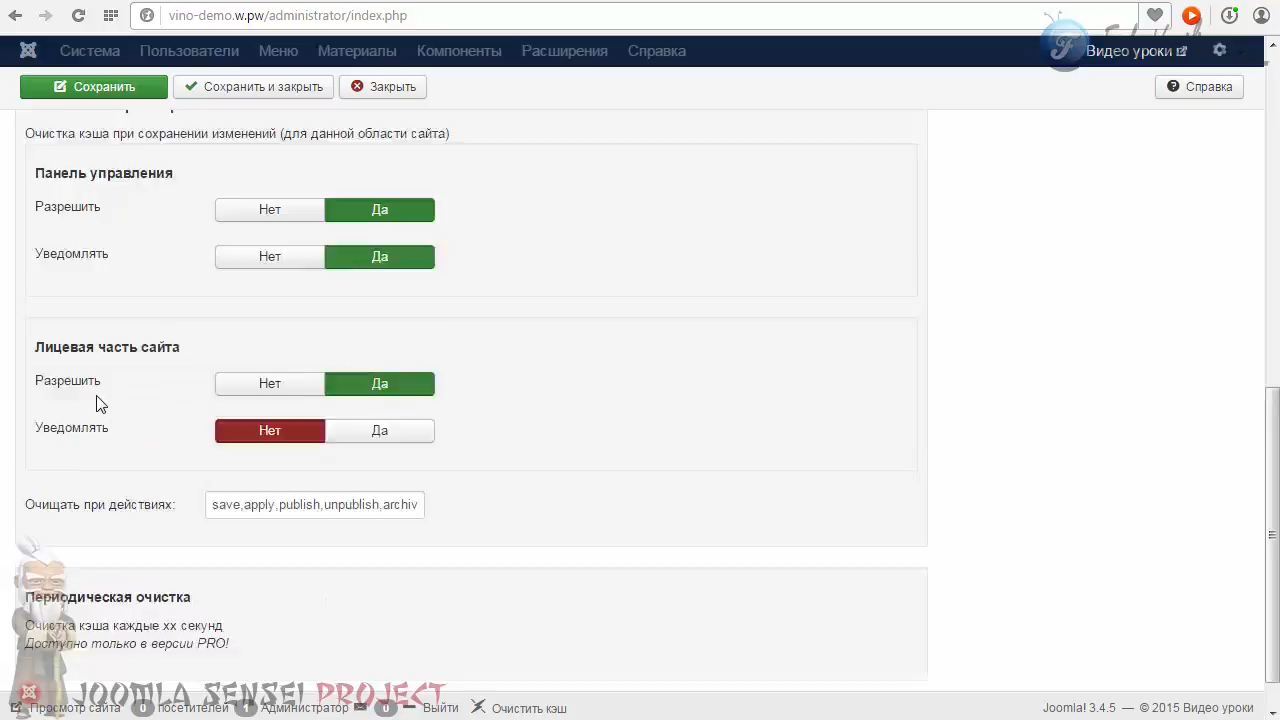 vino-demo.w.pw/administrator/index.php
Система Пользователи Меню Материалы Компоненты Расширения Справка Видео уроки
Сохранить Сохранить и закрыть Закрыть Справка
Очистка кэша при сохранении изменений (для данной области сайта)
Панель управления
Разрешить Нет Да
Уведомлять Нет Да
Лицевая часть сайта
Разрешить Нет Да
Уведомлять Нет Да
Очищать при действиях: save,apply,publish,unpublish,archiv
Периодическая очистка
Очистка кэша каждые xx секунд
Доступно только в версии PRO!
JOOMLA SENSEI PROJECT
Просмотр сайта 0 посетителей 1 Администратор 0 Выйти Очистить кэш Joomla! 3.4.5 — © 2015 Видео уроки